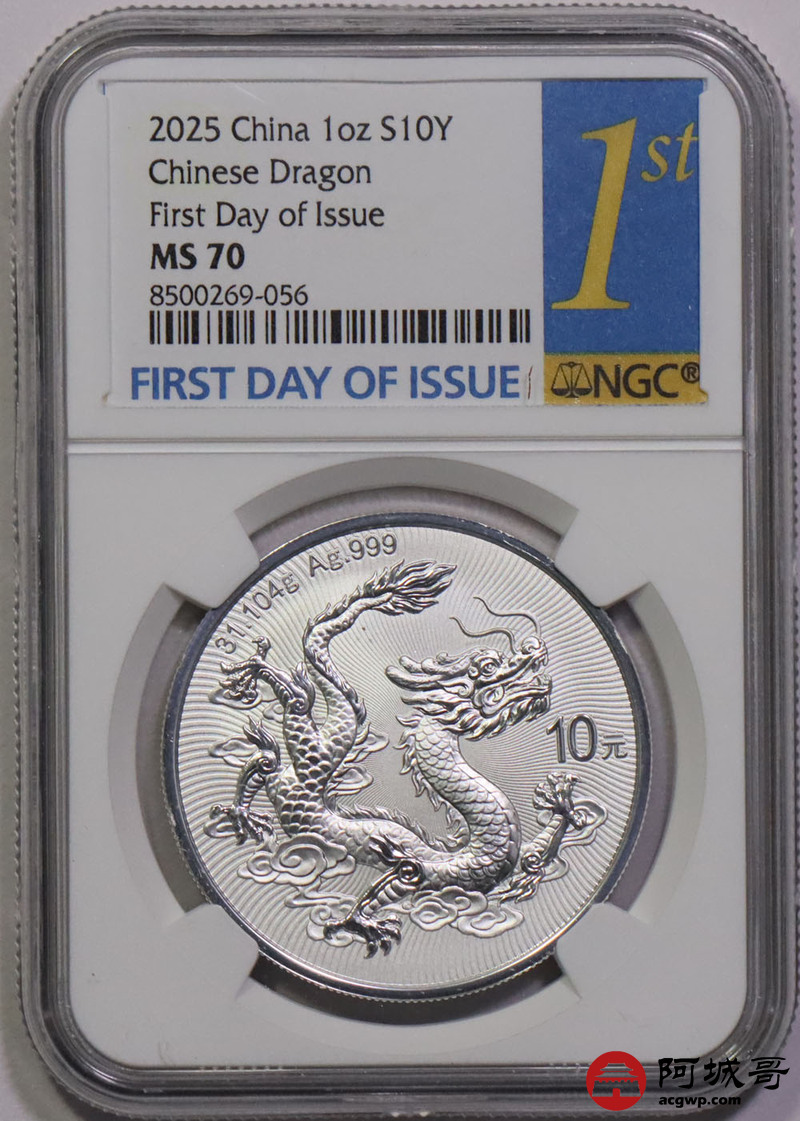 2025 China 1oz S10Y
Chinese Dragon
First Day of Issue
MS 70
8500269-056
FIRST DAY OF ISSUE
1st
NGC®
31.104g Ag.999
10元
阿城哥
acgwp.com